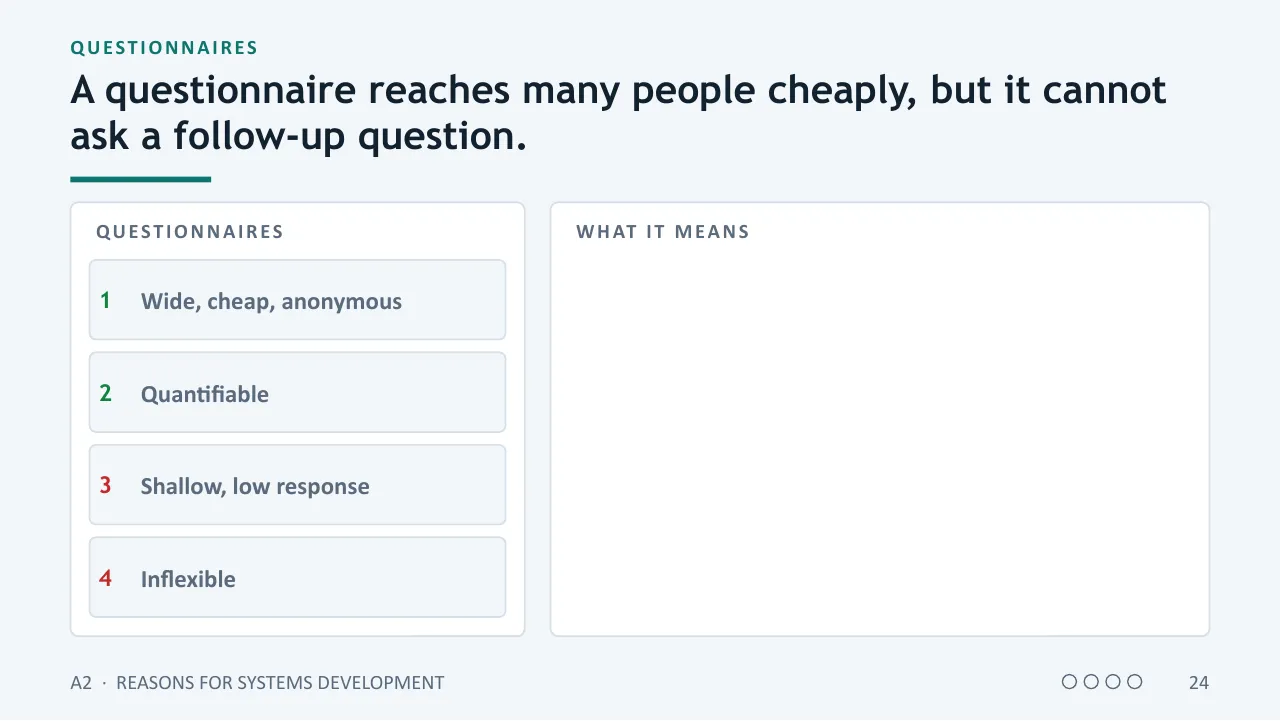 QUESTIONNAIRES
A questionnaire reaches many people cheaply, but it cannot
ask a follow-up question.
QUESTIONNAIRES
1 Wide, cheap, anonymous
2 Quantifiable
3 Shallow, low response
4 Inflexible
WHAT IT MEANS
A2 · REASONS FOR SYSTEMS DEVELOPMENT
24